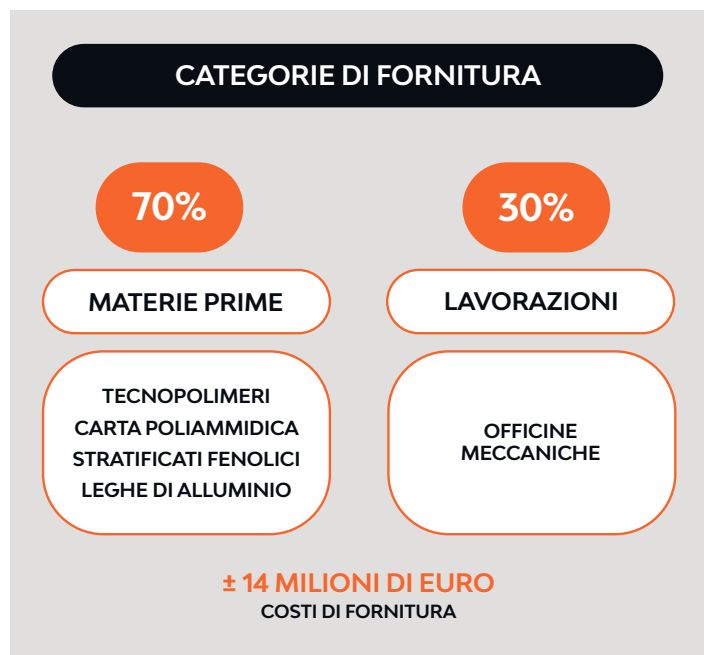 CATEGORIE DI FORNITURA
70%
30%
MATERIE PRIME
LAVORAZIONI
TECNOPOLIMERI
CARTA POLIAMMIDICA
STRATIFICATI FENOLICI
LEGHE DI ALLUMINIO
OFFICINE
MECCANICHE
± 14 MILIONI DI EURO
COSTI DI FORNITURA